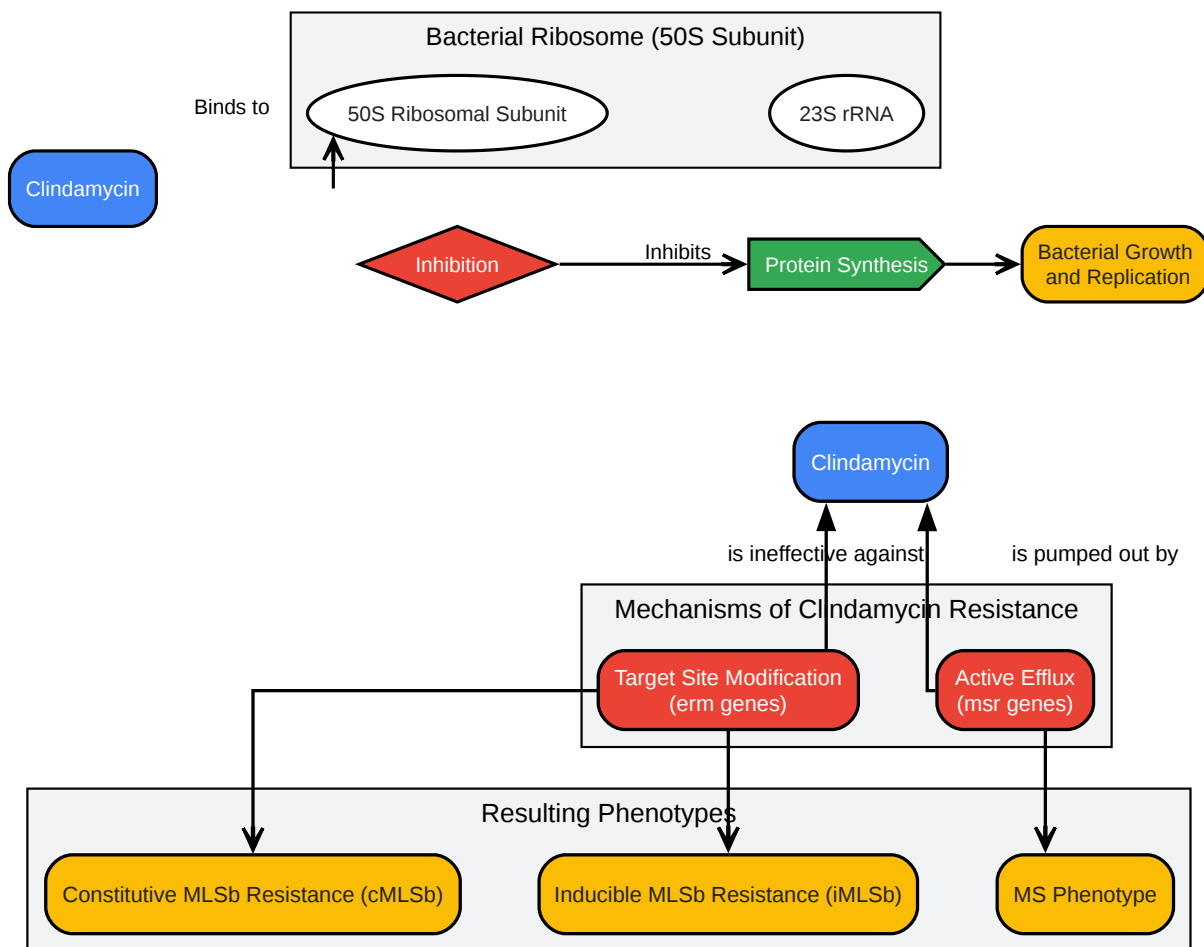 Bacterial Ribosome (50S Subunit)
Binds to
50S Ribosomal Subunit
23S rRNA
Clindamycin
Inhibition
Inhibits
Protein Synthesis
Bacterial Growth
and Replication
Clindamycin
is ineffective against
is pumped out by
Mechanisms of Clindamycin Resistance
Target Site Modification
(erm genes)
Active Efflux
(msr genes)
Resulting Phenotypes
Constitutive MLSb Resistance (cMLSb)
Inducible MLSb Resistance (iMLSb)
MS Phenotype